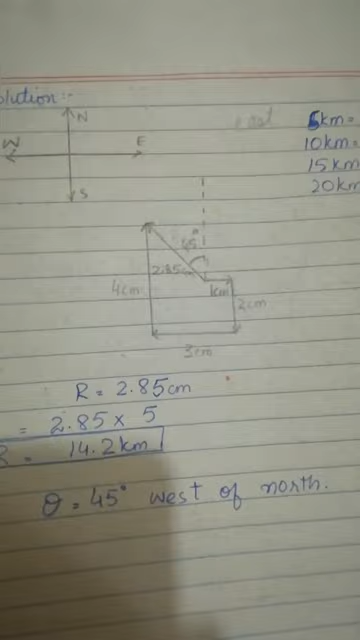 olution:-
N
W
E
S
5km=
10km=
15km
20km
45°
2.85cm
4cm
1cm
2cm
3cm
R = 2.85cm
= 2.85 x 5
R = 14.2km
θ = 45° west of north.